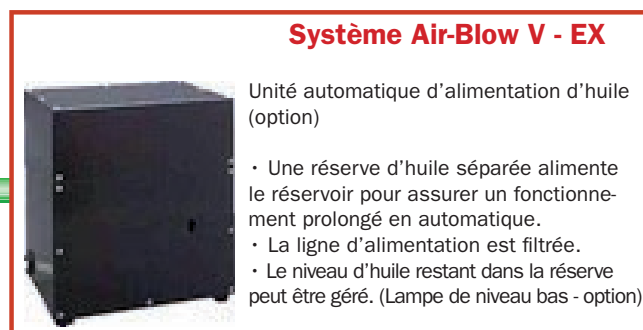 Système Air-Blow V - EX
Unité automatique d'alimentation d'huile
(option)
· Une réserve d'huile séparée alimente
le réservoir pour assurer un fonctionne-
ment prolongé en automatique.
· La ligne d'alimentation est filtrée.
· Le niveau d'huile restant dans la réserve
peut être géré. (Lampe de niveau bas - option)